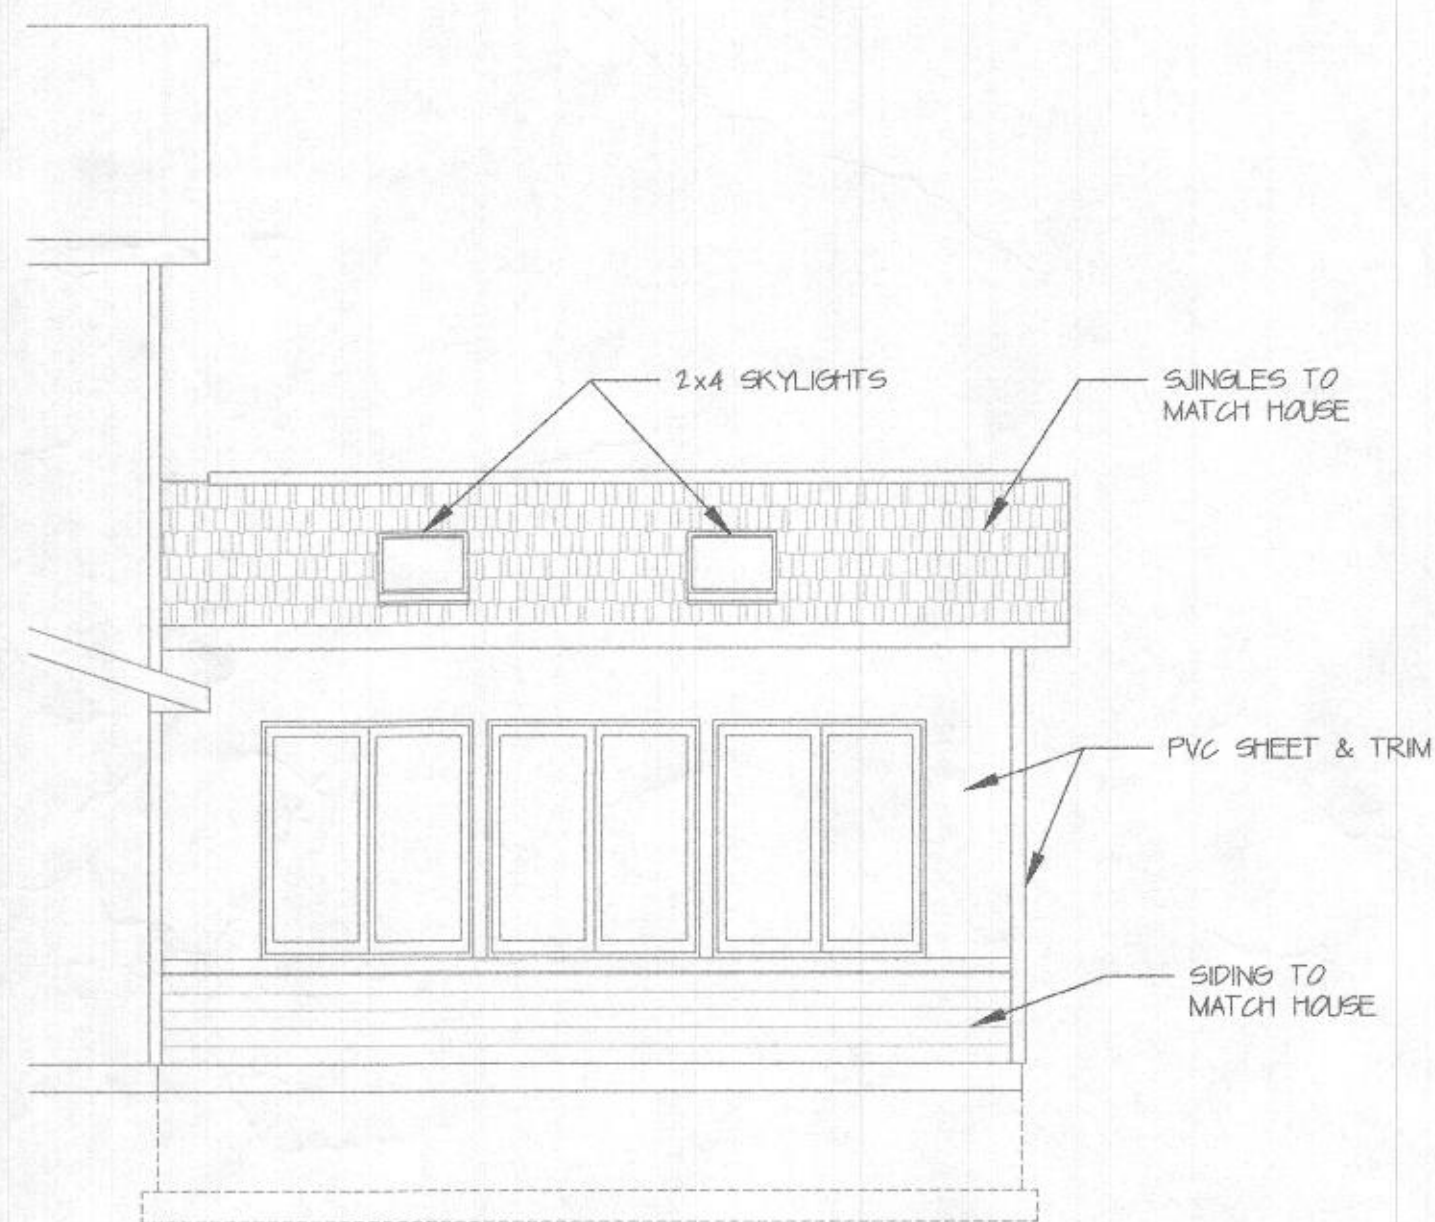 2x4 SKYLIGHTS
SJINGLES TO
MATCH HOUSE
PVC SHEET & TRIM
SIDING TO
MATCH HOUSE